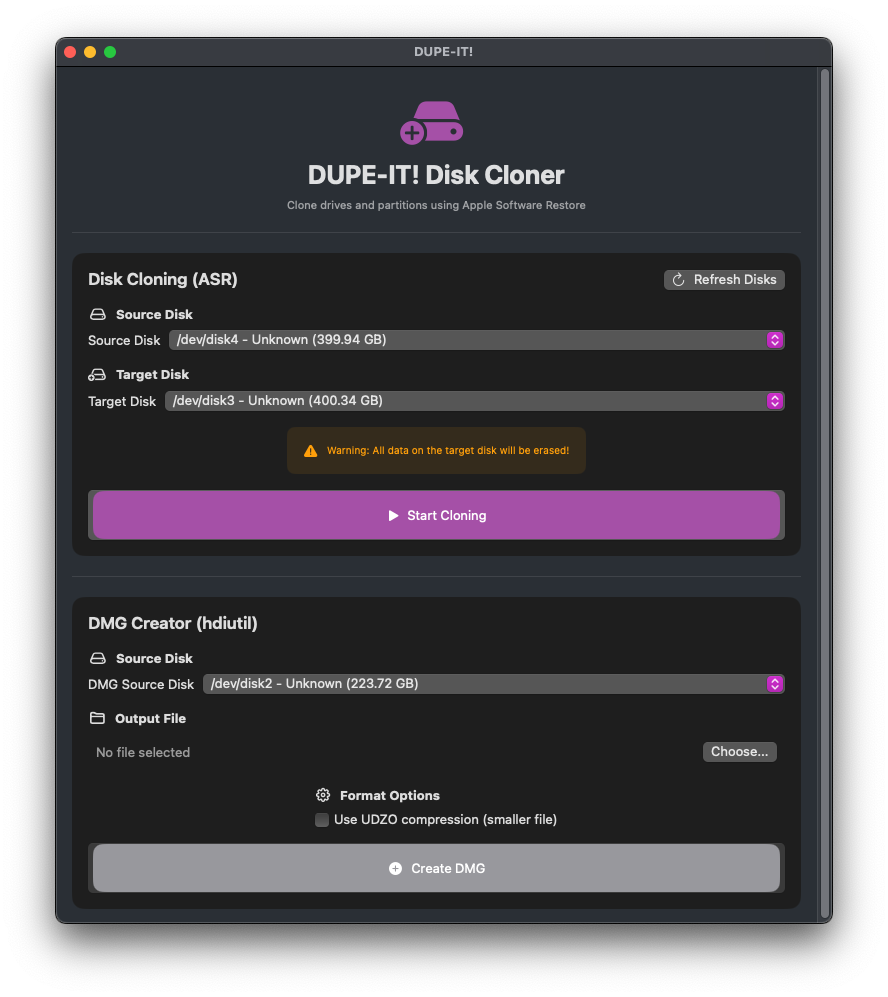 DUPE-IT!
DUPE-IT! Disk Cloner
Clone drives and partitions using Apple Software Restore
Disk Cloning (ASR)
Refresh Disks
Source Disk
Source Disk /dev/disk4 - Unknown (399.94 GB)
Target Disk
Target Disk /dev/disk3 - Unknown (400.34 GB)
Warning: All data on the target disk will be erased!
Start Cloning
DMG Creator (hdiutil)
Source Disk
DMG Source Disk /dev/disk2 - Unknown (223.72 GB)
Output File
No file selected
Choose...
Format Options
Use UDZO compression (smaller file)
Create DMG